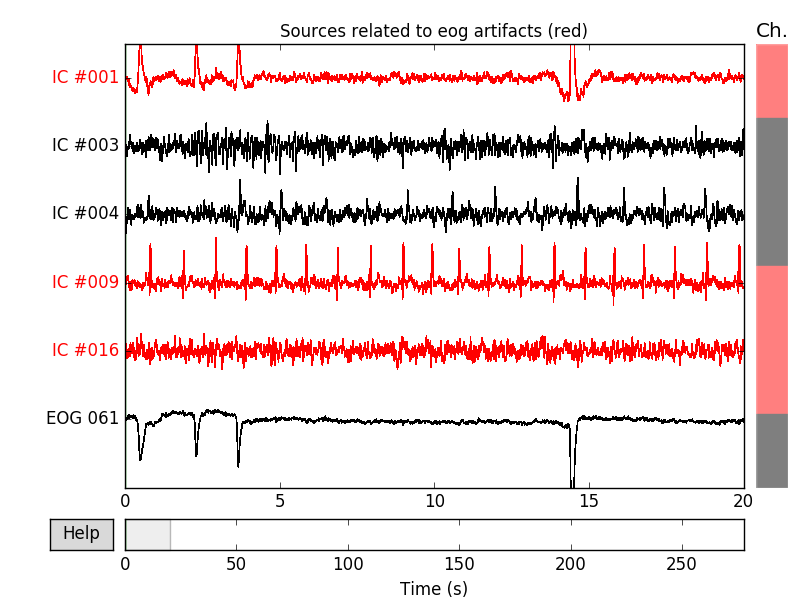 Sources related to eog artifacts (red)
Ch.
IC #001
IC #003
IC #004
IC #009
IC #016
EOG 061
0 5 10 15 20
Help
0 50 100 150 200 250
Time (s)